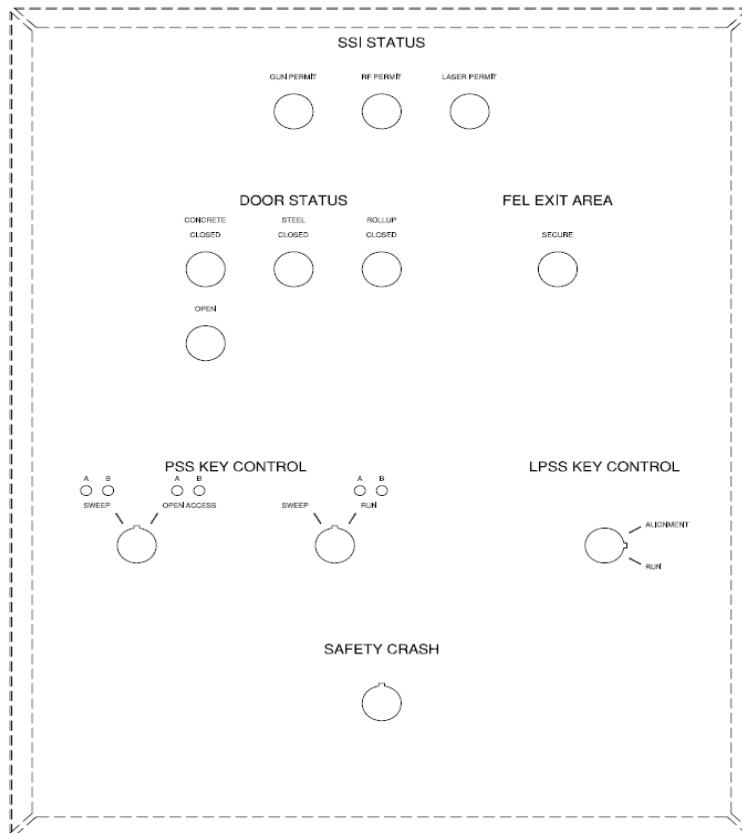 SSI STATUS
GUN PERMIT RF PERMIT LASER PERMIT
DOOR STATUS FEL EXIT AREA
CONCRETE STEEL ROLLUP
CLOSED CLOSED CLOSED SECURE
OPEN
PSS KEY CONTROL LPSS KEY CONTROL
A B A B A B
SWEEP OPEN ACCESS SWEEP RUN
ALIGNMENT
RUN
SAFETY CRASH